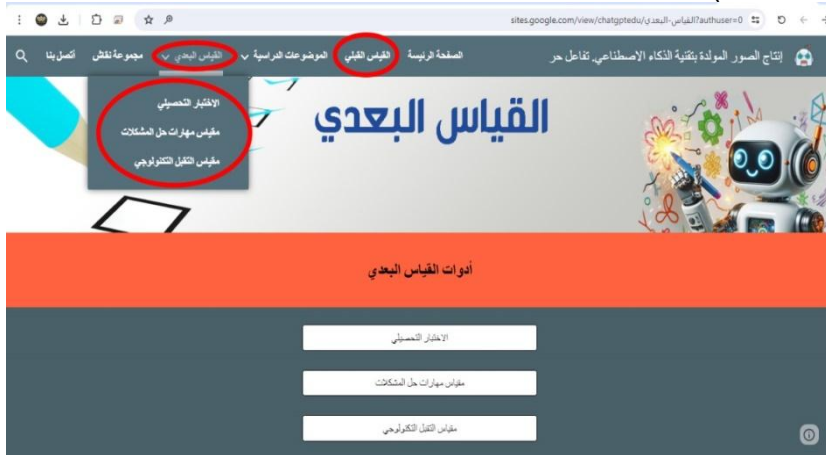 sites.google.com/view/chatgptedu/القياس-البعدي?authuser=0
إنتاج الصور المولدة بتقنية الذكاء الاصطناعي, تفاعل حر
الصفحة الرئيسة القياس القبلي الموضوعات الدراسية القياس البعدي مجموعة نقاش أتصل بنا
الاختبار التحصيلي
مقياس مهارات حل المشكلات
مقياس التقبل التكنولوجي
القياس البعدي
أدوات القياس البعدي
الاختبار التحصيلي
مقياس مهارات حل المشكلات
مقياس التقبل التكنولوجي